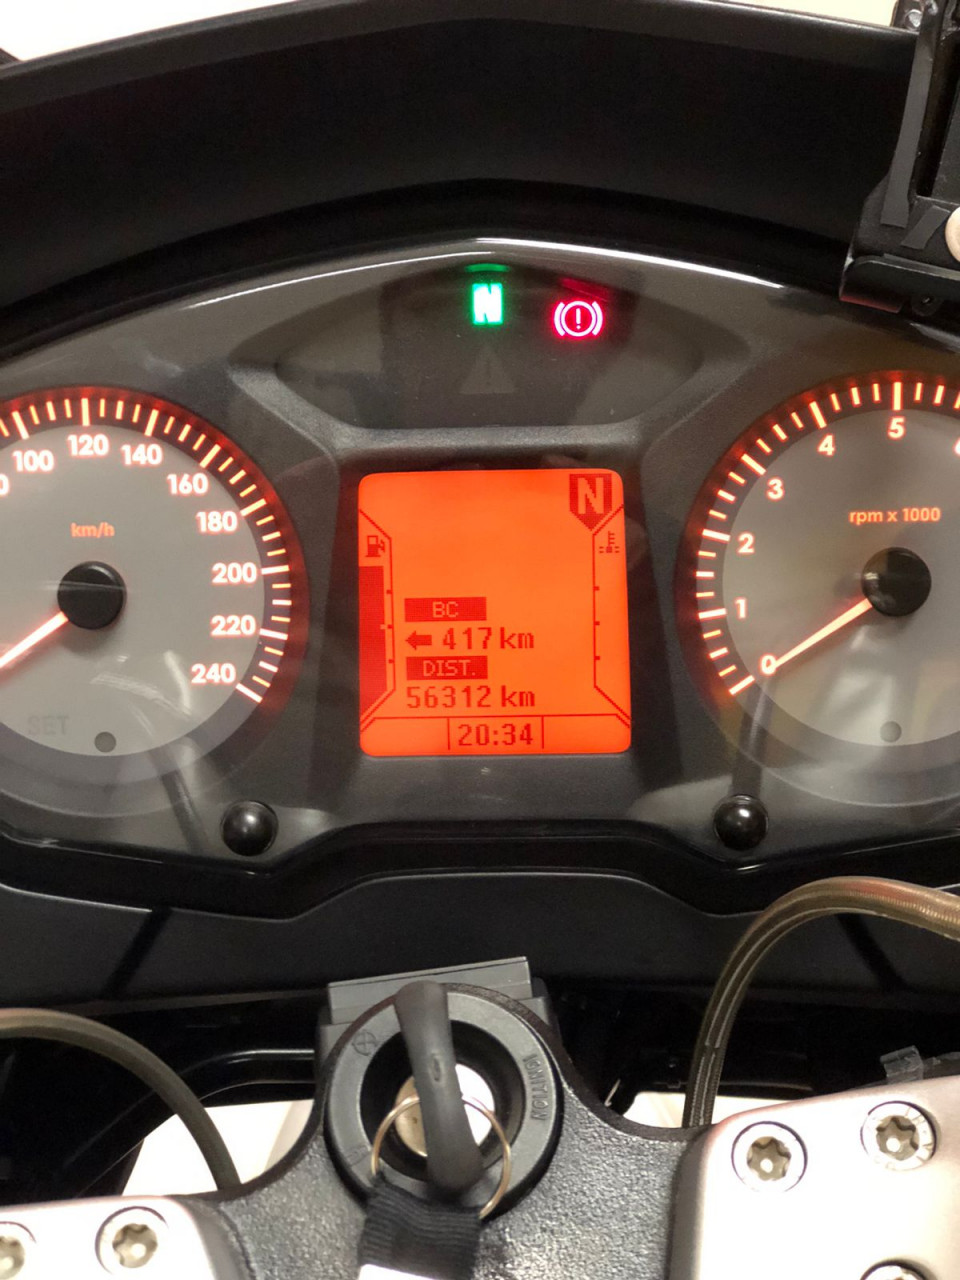 N
100 120 140 160 180 200 220 240
km/h
SET
N
BC
417 km
DIST.
56312 km
20:34
0 1 2 3 4 5
rpm x 1000
IGNITION